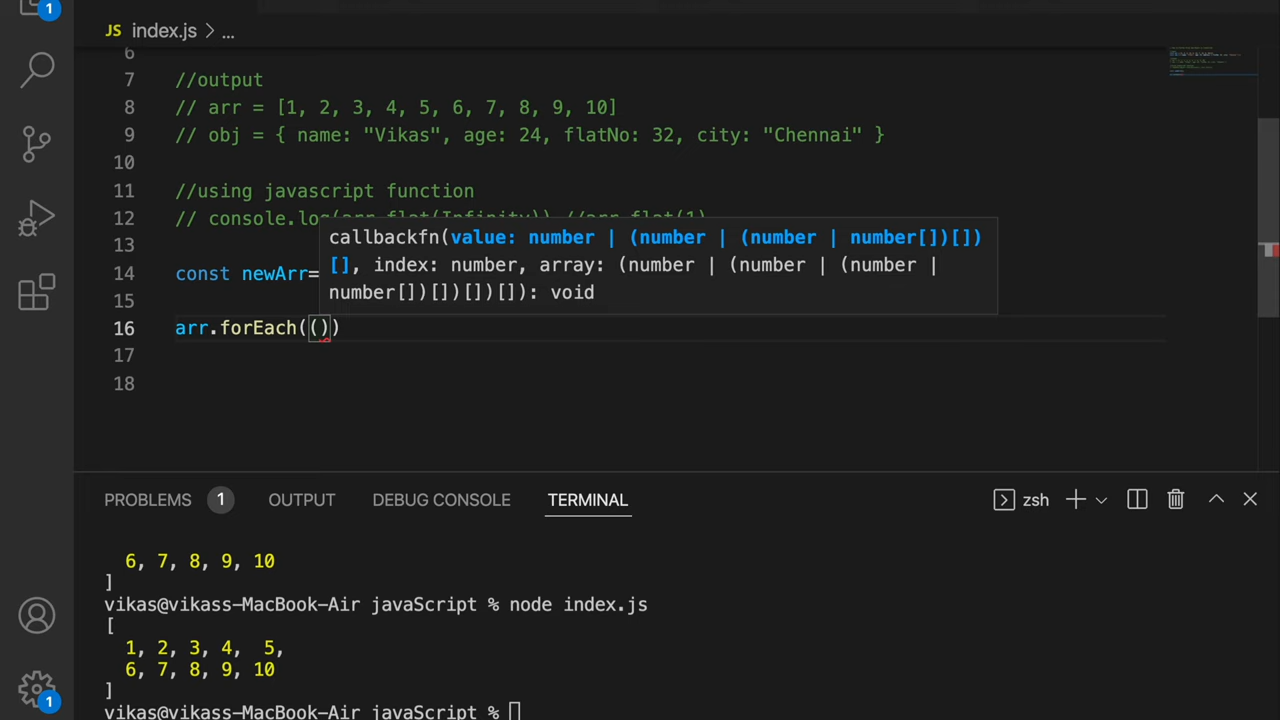 1
JS index.js > ...
6
7 //output
8 // arr = [1, 2, 3, 4, 5, 6, 7, 8, 9, 10]
9 // obj = { name: "Vikas", age: 24, flatNo: 32, city: "Chennai" }
10
11 //using javascript function
12 // console.log(arr.flat(Infinity)) //arr.flat(1)
callbackfn(value: number | (number | (number | number[])[])
13
[], index: number, array: (number | (number | (number |
14 const newArr=
number[])[])[])[]): void
15
16 arr.forEach(())
17
18
PROBLEMS 1 OUTPUT DEBUG CONSOLE TERMINAL zsh
6, 7, 8, 9, 10
]
vikas@vikass-MacBook-Air javaScript % node index.js
[
1, 2, 3, 4, 5,
6, 7, 8, 9, 10
]
1 vikas@vikass-MacBook-Air javaScript %